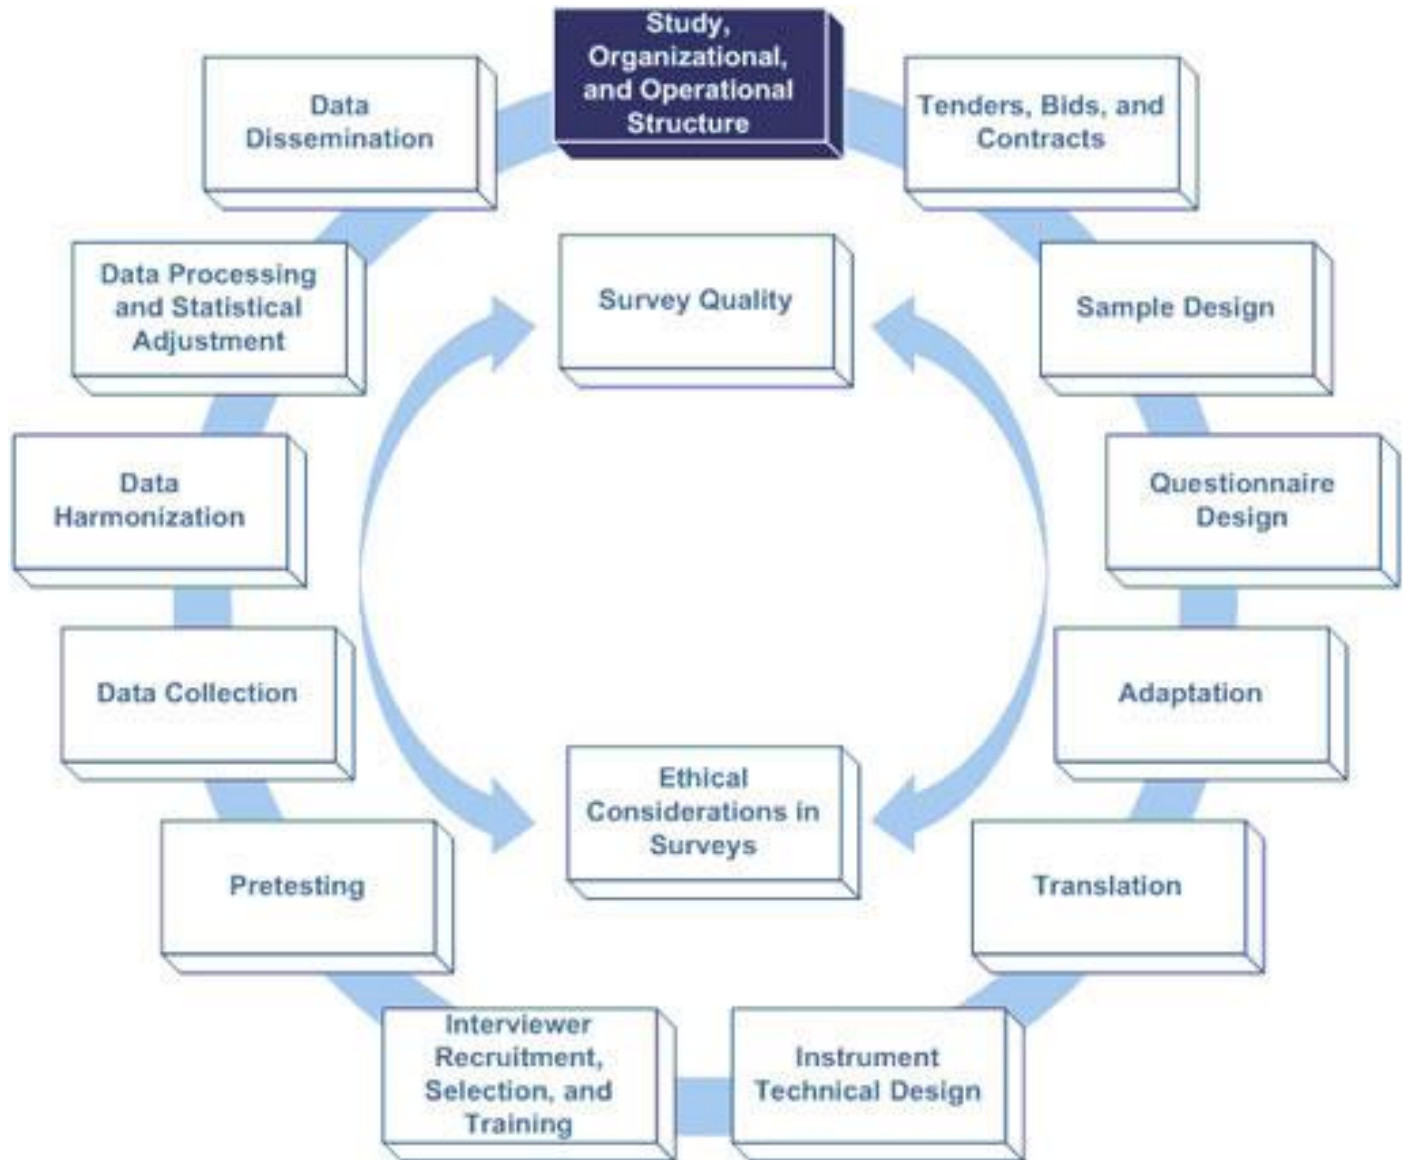 Study,
Organizational,
and Operational
Structure
Tenders, Bids, and
Contracts
Sample Design
Questionnaire
Design
Adaptation
Translation
Instrument
Technical Design
Interviewer
Recruitment,
Selection, and
Training
Pretesting
Data Collection
Data
Harmonization
Data Processing
and Statistical
Adjustment
Data
Dissemination
Survey Quality
Ethical
Considerations in
Surveys